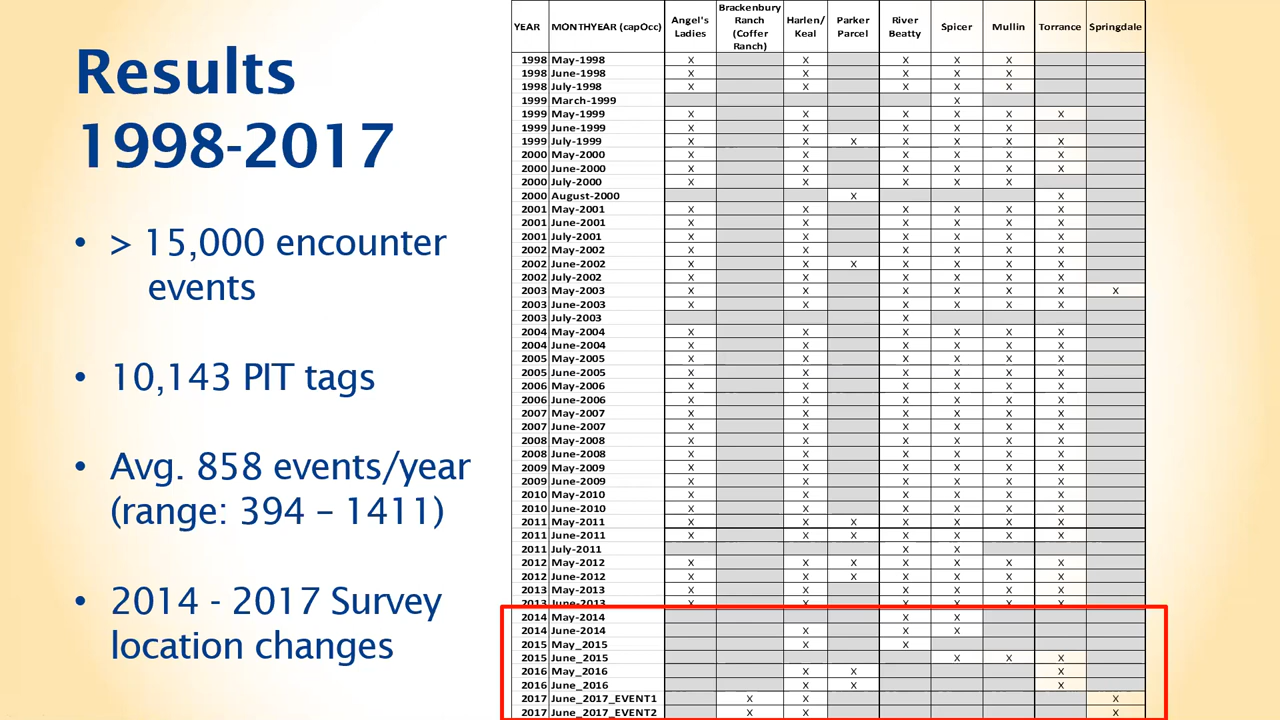 Results
1998-2017
• > 15,000 encounter
events
• 10,143 PIT tags
• Avg. 858 events/year
(range: 394 – 1411)
• 2014 - 2017 Survey
location changes
YEAR MONTHYEAR (capOcc) Angel's Ladies Brackenbury Ranch (Coffer Ranch) Harlen/ Keal Parker Parcel River Beatty Spicer Mullin Torrance Springdale
1998 May-1998 X X X X X
1998 June-1998 X X X X X
1998 July-1998 X X X X X
1999 March-1999 X
1999 May-1999 X X X X X X
1999 June-1999 X X X X X
1999 July-1999 X X X X X X X
2000 May-2000 X X X X X X
2000 June-2000 X X X X X X
2000 July-2000 X X X X X
2000 August-2000 X X
2001 May-2001 X X X X X X
2001 June-2001 X X X X X X
2001 July-2001 X X X X X X
2002 May-2002 X X X X X X
2002 June-2002 X X X X X X X
2002 July-2002 X X X X X X
2003 May-2003 X X X X X X X
2003 June-2003 X X X X X X
2003 July-2003 X
2004 May-2004 X X X X X X
2004 June-2004 X X X X X X
2005 May-2005 X X X X X X
2005 June-2005 X X X X X X
2006 May-2006 X X X X X X
2006 June-2006 X X X X X X
2007 May-2007 X X X X X X
2007 June-2007 X X X X X X
2008 May-2008 X X X X X X
2008 June-2008 X X X X X X
2009 May-2009 X X X X X X
2009 June-2009 X X X X X X
2010 May-2010 X X X X X X
2010 June-2010 X X X X X X
2011 May-2011 X X X X X X X
2011 June-2011 X X X X X X X
2011 July-2011 X X
2012 May-2012 X X X X X X X
2012 June-2012 X X X X X X X
2013 May-2013 X X X X X X
2013 June-2013 X X X X X X
2014 May-2014 X X
2014 June-2014 X X X
2015 May_2015 X X
2015 June_2015 X X X
2016 May_2016 X X X
2016 June_2016 X X X
2017 June_2017_EVENT1 X X X
2017 June_2017_EVENT2 X X X